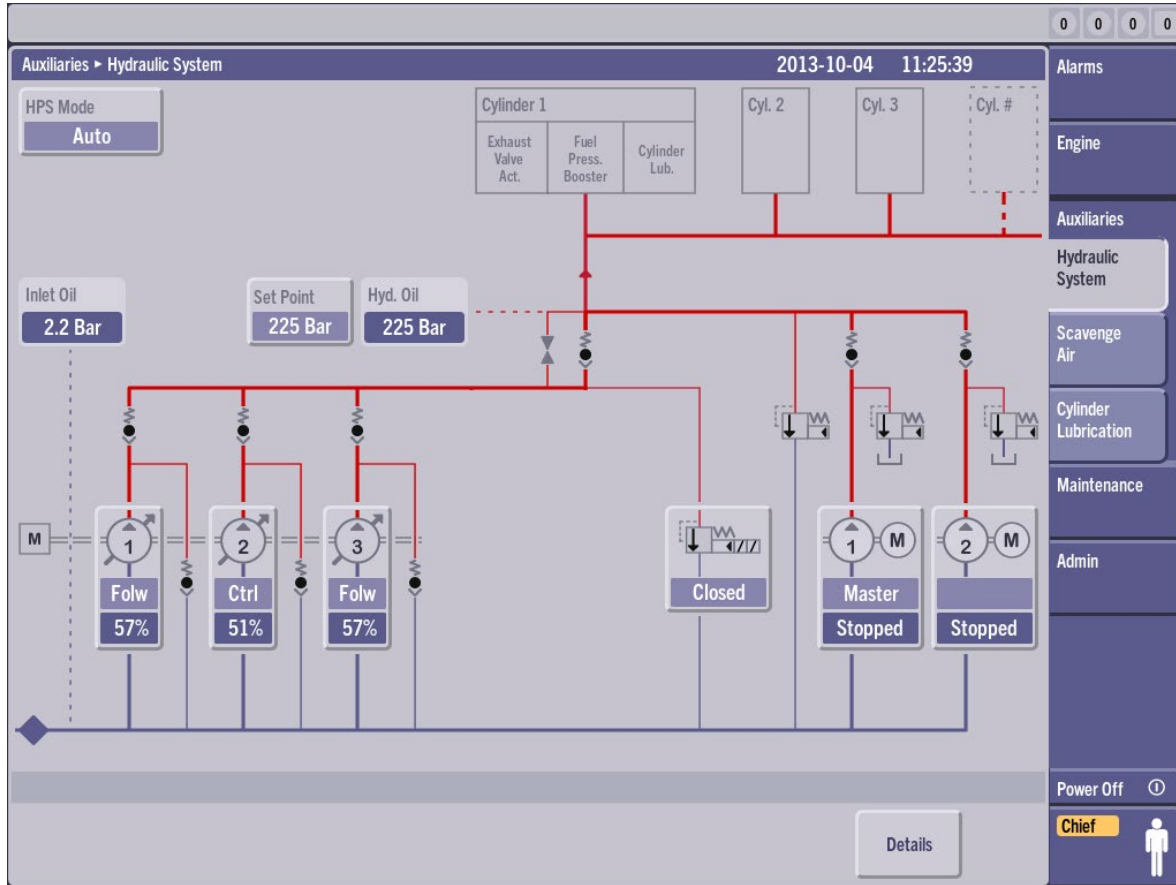 0 0 0 0
Auxiliaries ▸ Hydraulic System 2013-10-04 11:25:39
HPS Mode
Auto
Cylinder 1
Exhaust
Valve
Act.
Fuel
Press.
Booster
Cylinder
Lub.
Cyl. 2
Cyl. 3
Cyl. #
Inlet Oil
2.2 Bar
Set Point
225 Bar
Hyd. Oil
225 Bar
M
1
Folw
57%
2
Ctrl
51%
3
Folw
57%
Closed
1 M
Master
Stopped
2 M
Stopped
Details
Alarms
Engine
Auxiliaries
Hydraulic
System
Scavenge
Air
Cylinder
Lubrication
Maintenance
Admin
Power Off
Chief